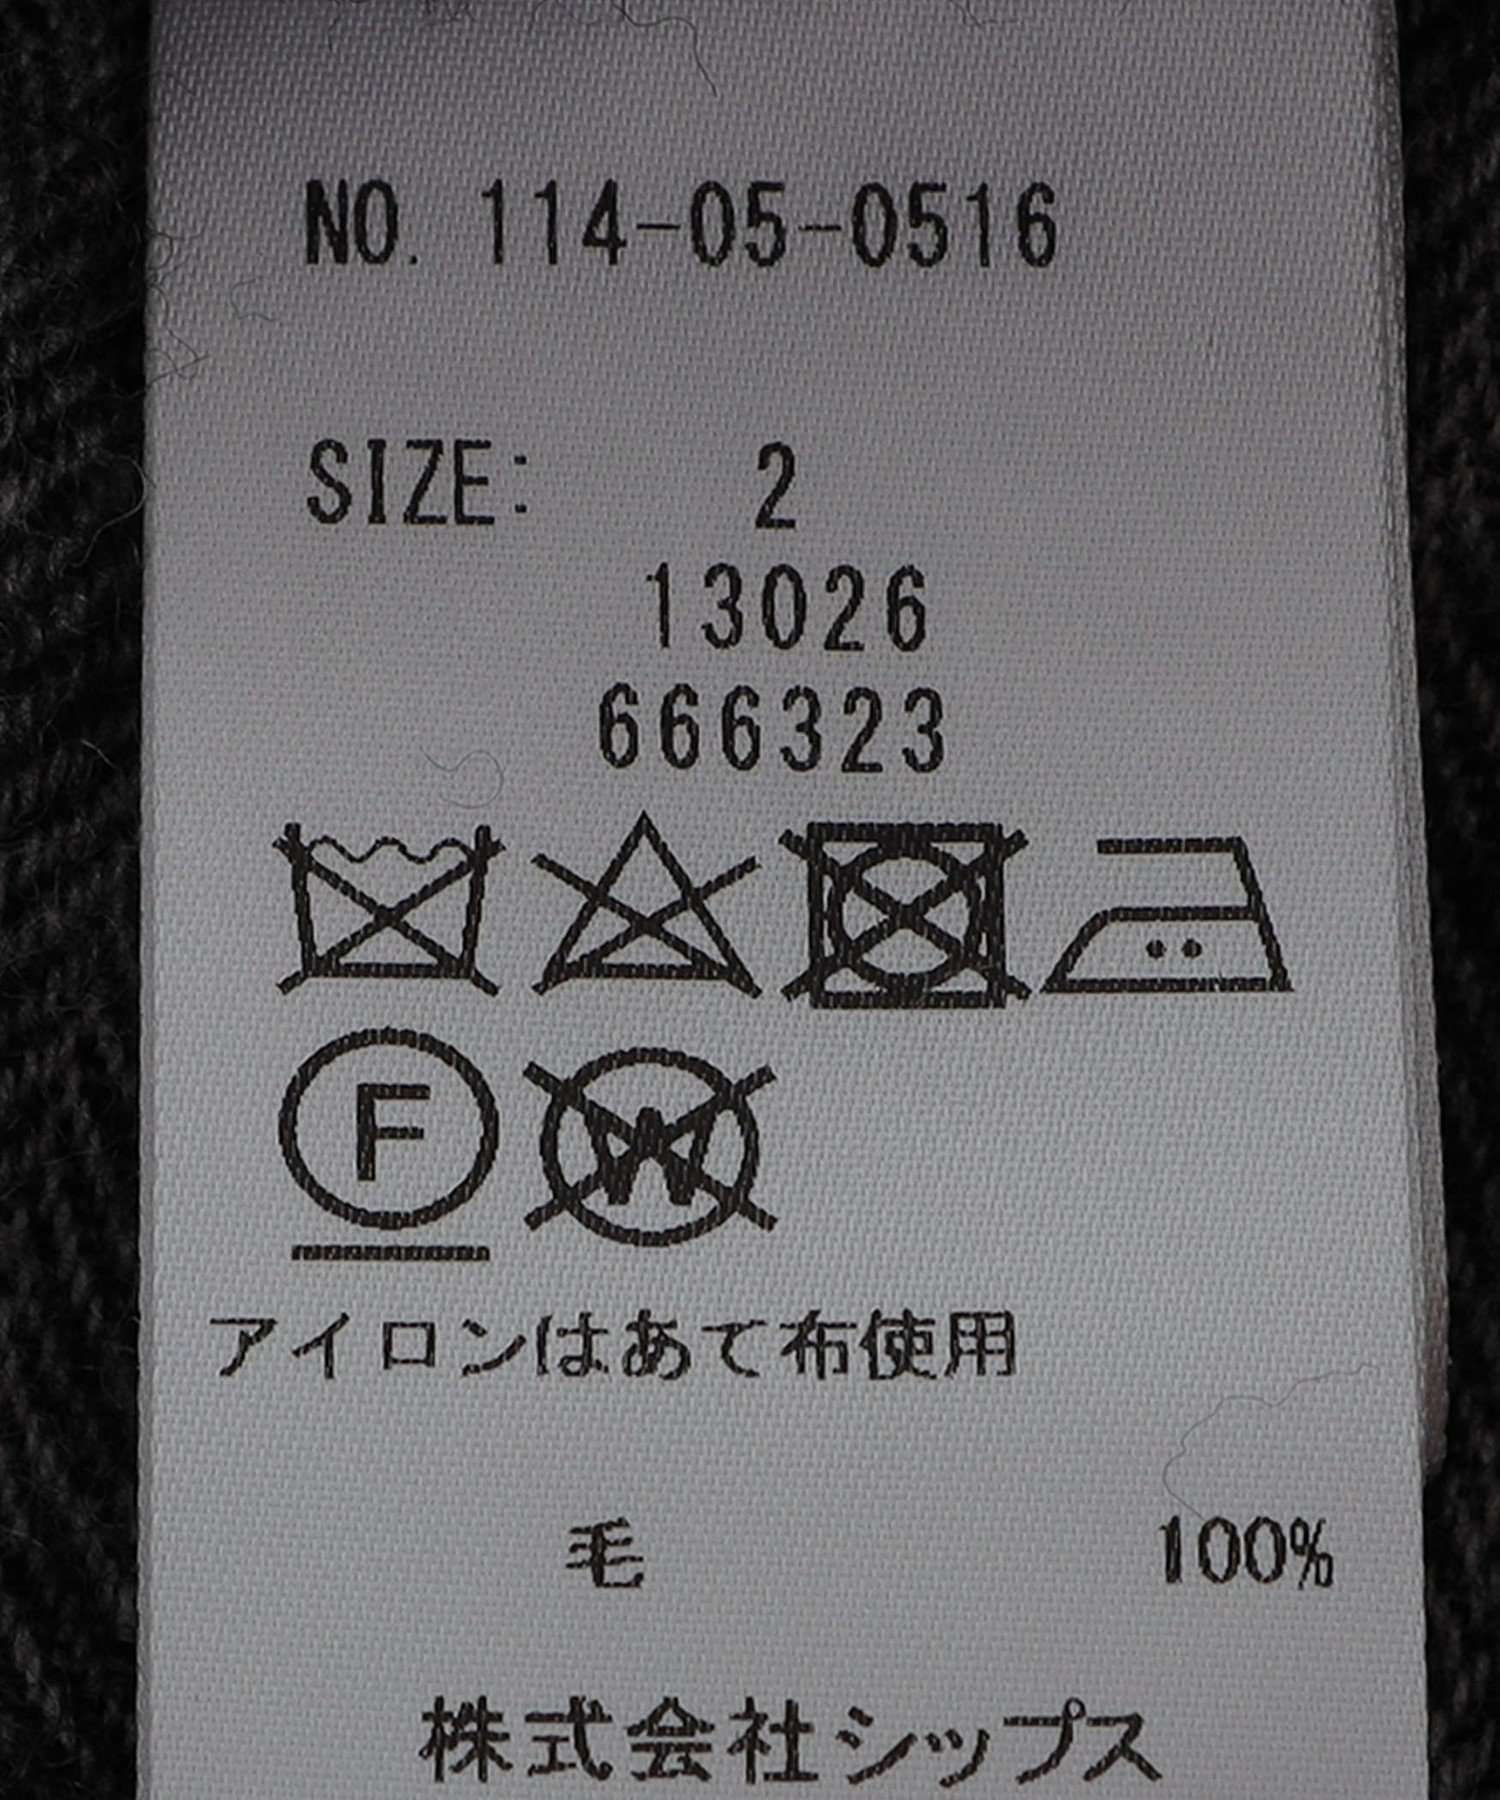 NO. 114-05-0516
SIZE: 2
13026
666323
F W
アイロンはあて布使用
毛 100%
株式会社シップス